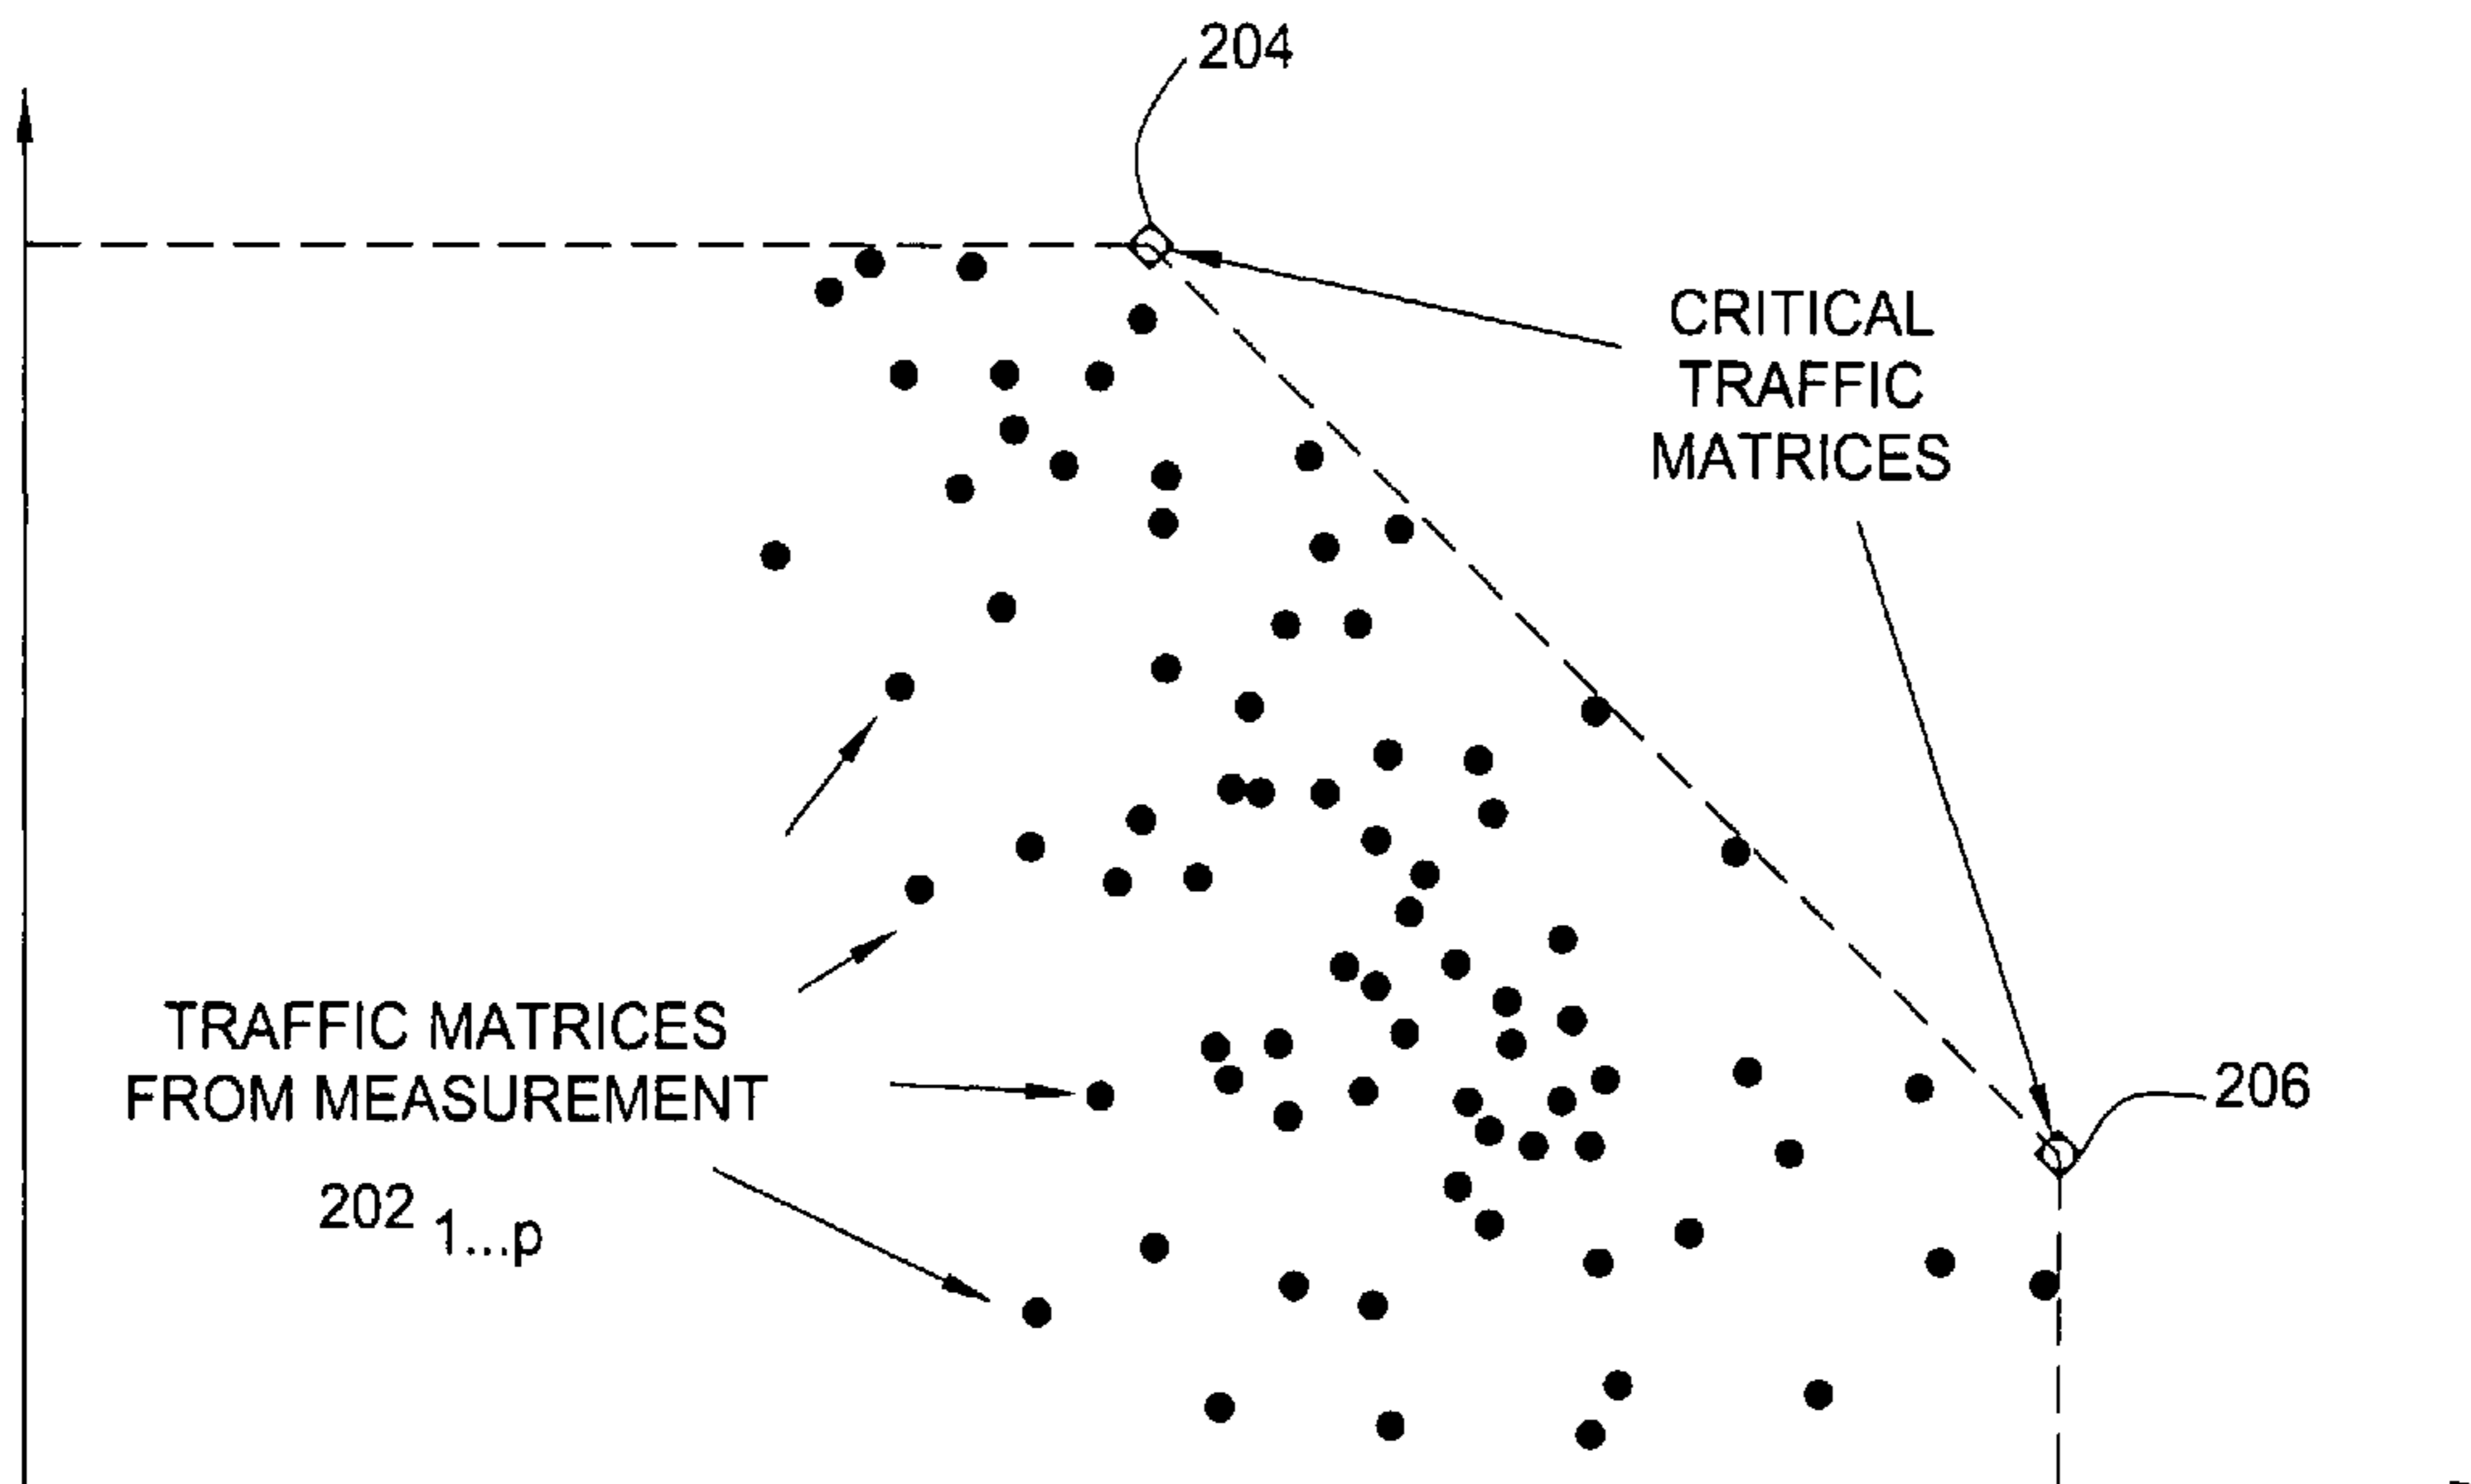 204
CRITICAL
TRAFFIC
MATRICES
TRAFFIC MATRICES
FROM MEASUREMENT
202 1...p
206